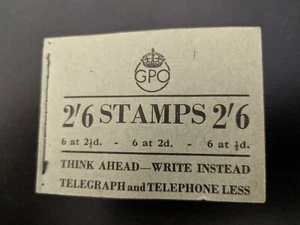 GPO
2'6 STAMPS 2'6
6 at 2½d. - 6 at 2d. - 6 at ½d.
THINK AHEAD—WRITE INSTEAD
TELEGRAPH and TELEPHONE LESS